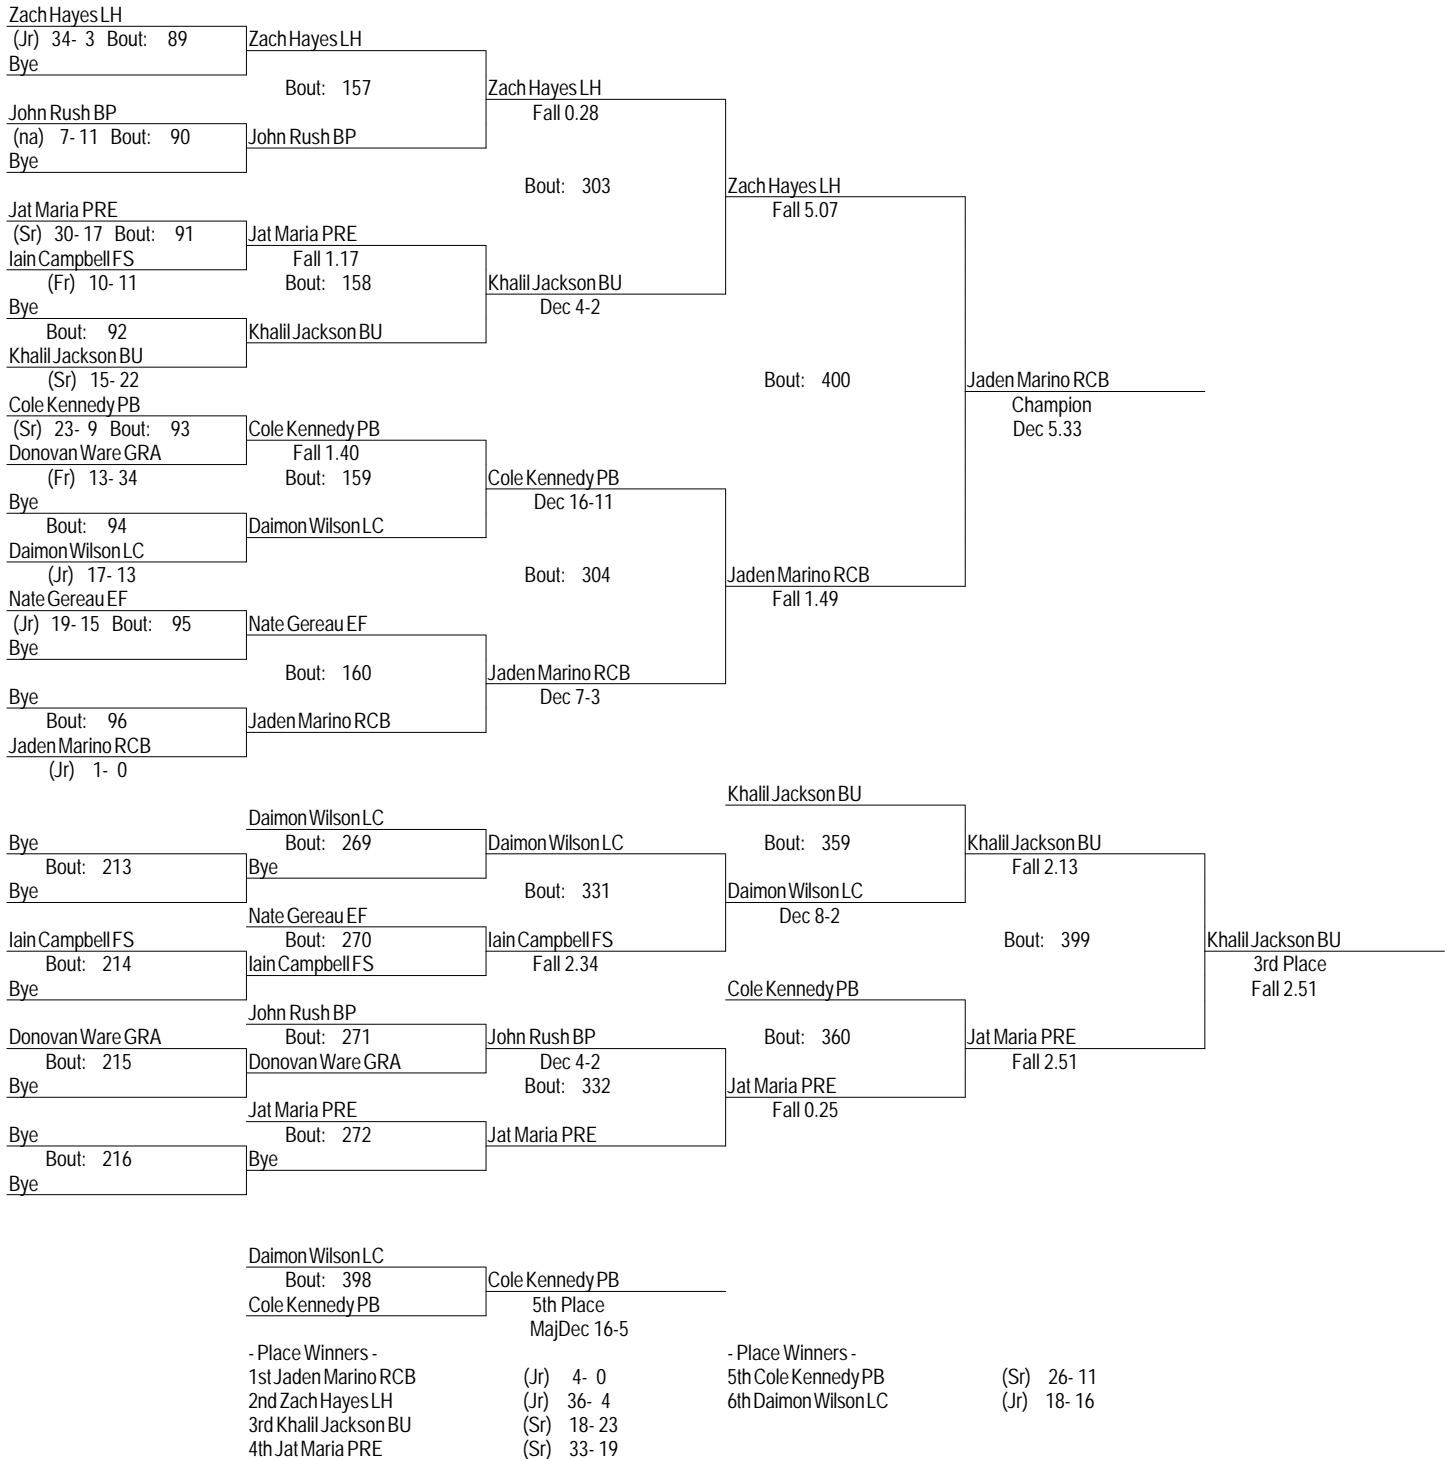 Zach Hayes LH
(Jr) 34- 3 Bout: 89
Bye
Zach Hayes LH
Bout: 157
John Rush BP
(na) 7- 11 Bout: 90
Bye
John Rush BP
Zach Hayes LH
Fall 0.28
Bout: 303
Jat Maria PRE
(Sr) 30- 17 Bout: 91
Iain Campbell FS
(Fr) 10- 11
Jat Maria PRE
Fall 1.17
Bout: 158
Bye
Bout: 92
Khalil Jackson BU
(Sr) 15- 22
Khalil Jackson BU
Khalil Jackson BU
Dec 4-2
Zach Hayes LH
Fall 5.07
Bout: 400
Cole Kennedy PB
(Sr) 23- 9 Bout: 93
Donovan Ware GRA
(Fr) 13- 34
Cole Kennedy PB
Fall 1.40
Bout: 159
Bye
Bout: 94
Daimon Wilson LC
(Jr) 17- 13
Daimon Wilson LC
Cole Kennedy PB
Dec 16-11
Bout: 304
Nate Gereau EF
(Jr) 19- 15 Bout: 95
Bye
Nate Gereau EF
Bout: 160
Bye
Bout: 96
Jaden Marino RCB
(Jr) 1- 0
Jaden Marino RCB
Jaden Marino RCB
Dec 7-3
Jaden Marino RCB
Fall 1.49
Jaden Marino RCB
Champion
Dec 5.33
Bye
Bout: 213
Bye
Daimon Wilson LC
Bout: 269
Bye
Daimon Wilson LC
Bout: 331
Iain Campbell FS
Bout: 214
Bye
Nate Gereau EF
Bout: 270
Iain Campbell FS
Iain Campbell FS
Fall 2.34
Khalil Jackson BU
Bout: 359
Daimon Wilson LC
Dec 8-2
Khalil Jackson BU
Fall 2.13
Bout: 399
Donovan Ware GRA
Bout: 215
Bye
John Rush BP
Bout: 271
Donovan Ware GRA
John Rush BP
Dec 4-2
Bout: 332
Bye
Bout: 216
Bye
Jat Maria PRE
Bout: 272
Bye
Jat Maria PRE
Cole Kennedy PB
Bout: 360
Jat Maria PRE
Fall 0.25
Jat Maria PRE
Fall 2.51
Khalil Jackson BU
3rd Place
Fall 2.51
Daimon Wilson LC
Bout: 398
Cole Kennedy PB
Cole Kennedy PB
5th Place
MajDec 16-5
- Place Winners -
1st Jaden Marino RCB (Jr) 4- 0
2nd Zach Hayes LH (Jr) 36- 4
3rd Khalil Jackson BU (Sr) 18- 23
4th Jat Maria PRE (Sr) 33- 19
- Place Winners -
5th Cole Kennedy PB (Sr) 26- 11
6th Daimon Wilson LC (Jr) 18- 16